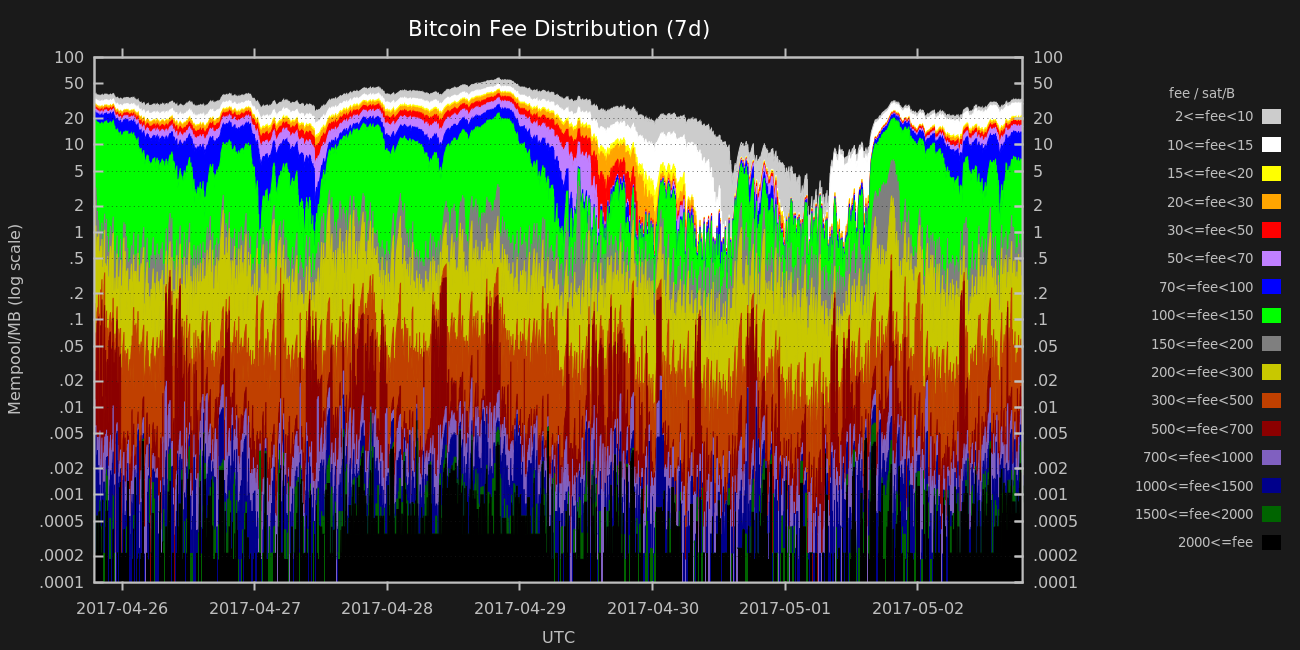 Bitcoin Fee Distribution (7d)
100 100
50 50
20 20
10 10
5 5
2 2
1 1
.5 .5
.2 .2
.1 .1
.05 .05
.02 .02
.01 .01
.005 .005
.002 .002
.001 .001
.0005 .0005
.0002 .0002
.0001 .0001
Mempool/MB (log scale)
2017-04-26 2017-04-27 2017-04-28 2017-04-29 2017-04-30 2017-05-01 2017-05-02
UTC
fee / sat/B
2<=fee<10
10<=fee<15
15<=fee<20
20<=fee<30
30<=fee<50
50<=fee<70
70<=fee<100
100<=fee<150
150<=fee<200
200<=fee<300
300<=fee<500
500<=fee<700
700<=fee<1000
1000<=fee<1500
1500<=fee<2000
2000<=fee